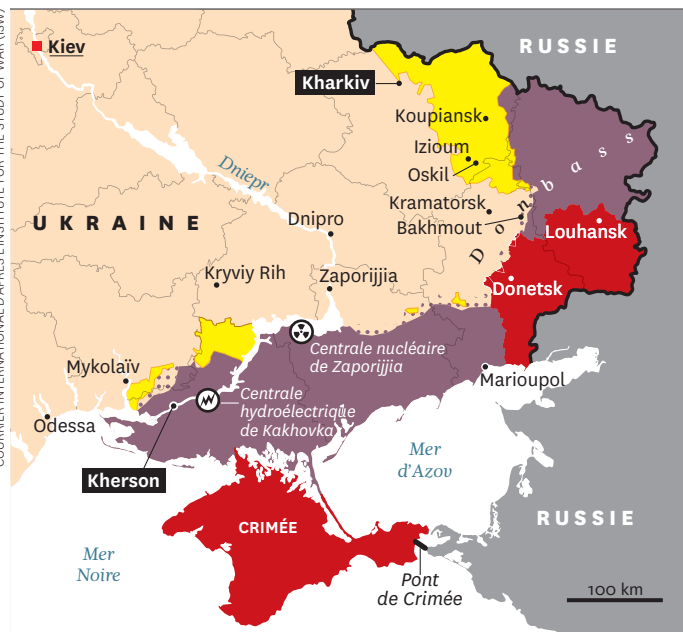 COURRIER INTERNATIONAL D'APRÈS L'INSTITUTE FOR THE STUDY OF WAR (ISW)
Kiev
RUSSIE
Kharkiv
Koupiansk
Izioum
Oskil
Dniepr
Donbass
Kramatorsk
Bakhmout
UKRAINE
Dnipro
Louhansk
Kryviy Rih
Zaporijjia
Donetsk
Centrale nucléaire
de Zaporijjia
Mykolaïv
Marioupol
Centrale
hydroélectrique
de Kakhovka
Odessa
Mer
d'Azov
Kherson
RUSSIE
CRIMÉE
Mer
Noire
Pont
de Crimée
100 km